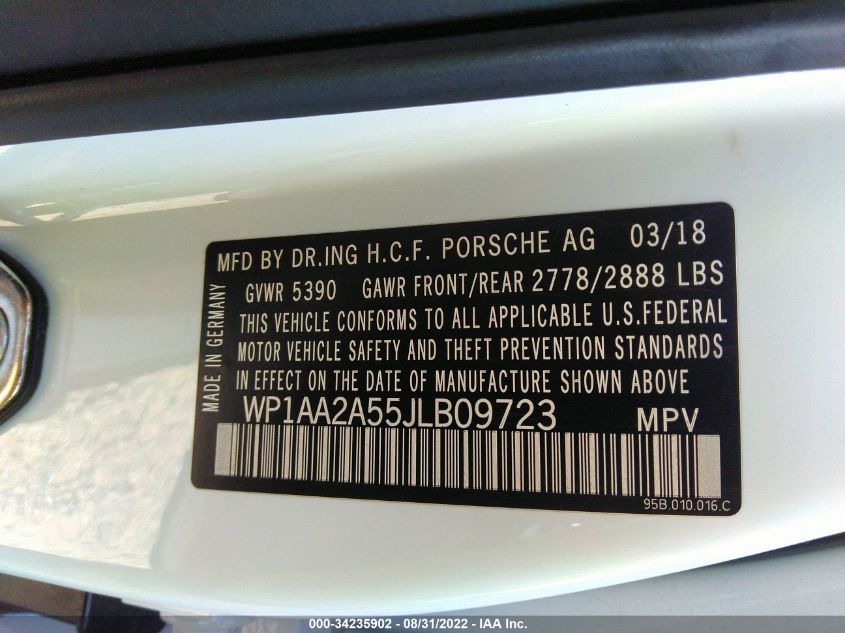 MFD BY DR.ING H.C.F. PORSCHE AG 03/18
GVWR 5390 GAWR FRONT/REAR 2778/2888 LBS
THIS VEHICLE CONFORMS TO ALL APPLICABLE U.S.FEDERAL
MOTOR VEHICLE SAFETY AND THEFT PREVENTION STANDARDS
IN EFFECT ON THE DATE OF MANUFACTURE SHOWN ABOVE
MADE IN GERMANY
WP1AA2A55JLB09723 MPV
95B.010.016.C
000-34235902 - 08/31/2022 - IAA Inc.